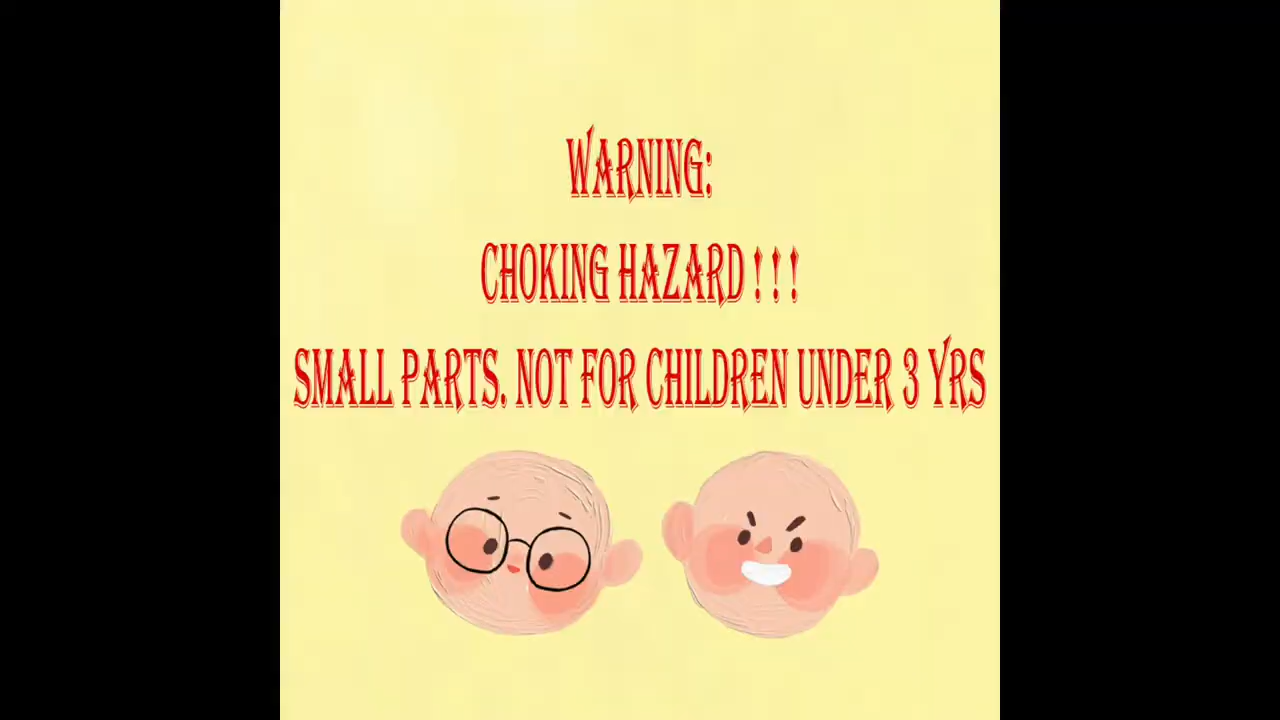 WARNING:
CHOKING HAZARD!!!
SMALL PARTS. NOT FOR CHILDREN UNDER 3 YRS